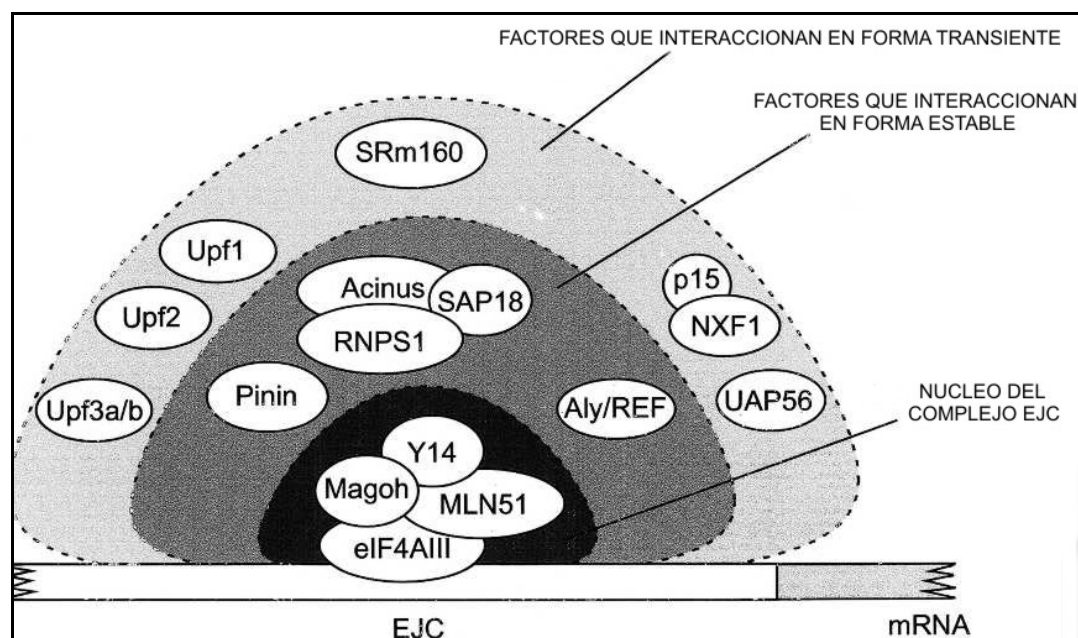 FACTORES QUE INTERACCIONAN EN FORMA TRANSIENTE
FACTORES QUE INTERACCIONAN
EN FORMA ESTABLE
SRm160
Upf1
Upf2
Upf3a/b
Acinus
SAP18
RNPS1
Pinin
Aly/REF
p15
NXF1
UAP56
NUCLEO DEL
COMPLEJO EJC
Y14
Magoh
MLN51
eIF4AIII
EJC
mRNA